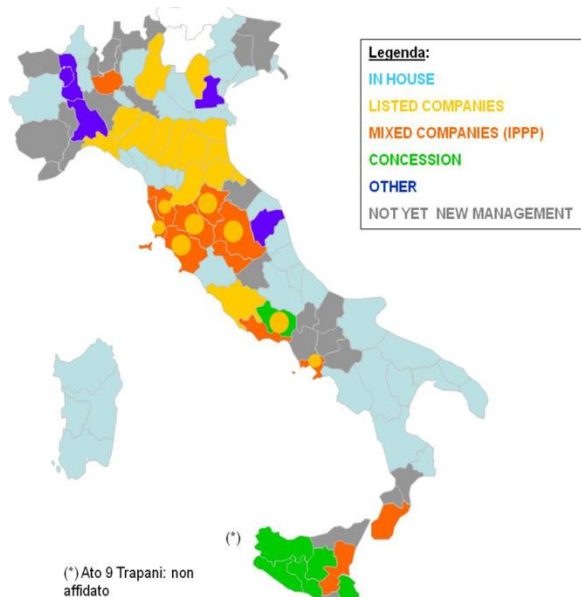 Legenda:
IN HOUSE
LISTED COMPANIES
MIXED COMPANIES (IPPP)
CONCESSION
OTHER
NOT YET NEW MANAGEMENT
(*)
(*) Ato 9 Trapani: non
affidato